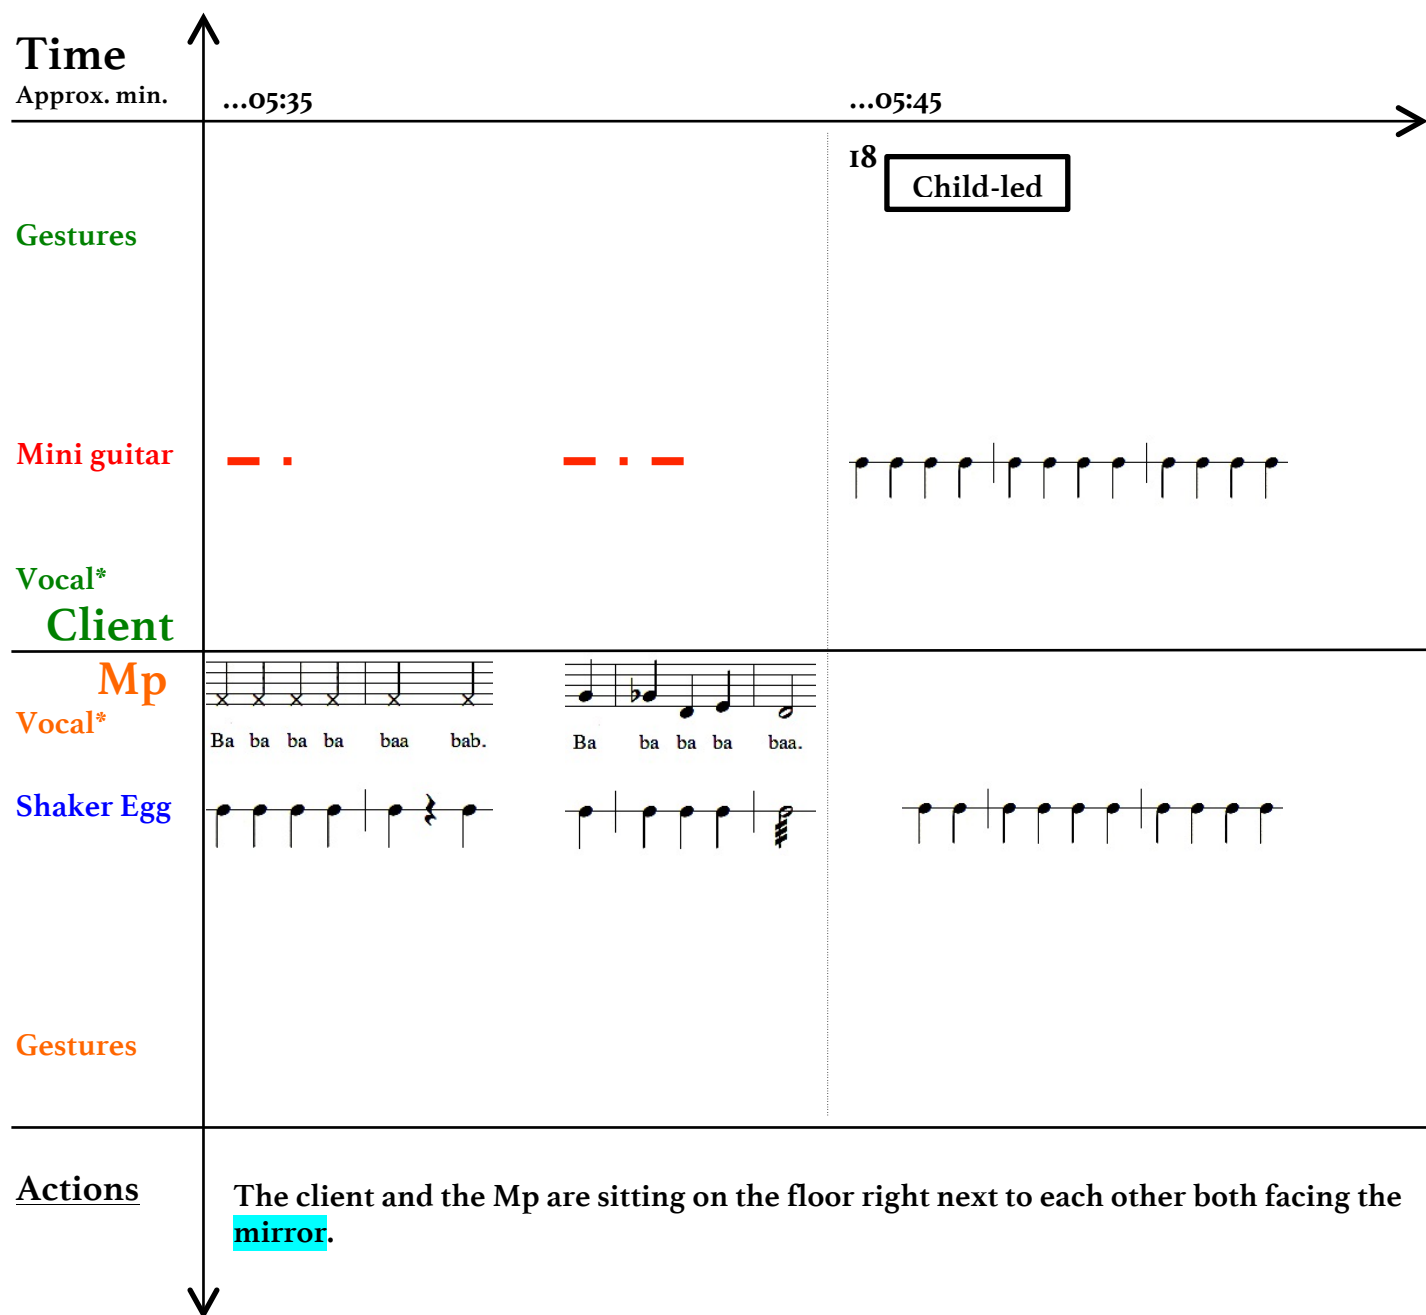 Time
Approx. min.
...05:35
...05:45
18
Child-led
Gestures
Mini guitar
Vocal*
Client
Mp
Vocal*
Ba ba ba ba baa bab.
Ba ba ba ba baa.
Shaker Egg
Gestures
Actions
The client and the Mp are sitting on the floor right next to each other both facing the
mirror.